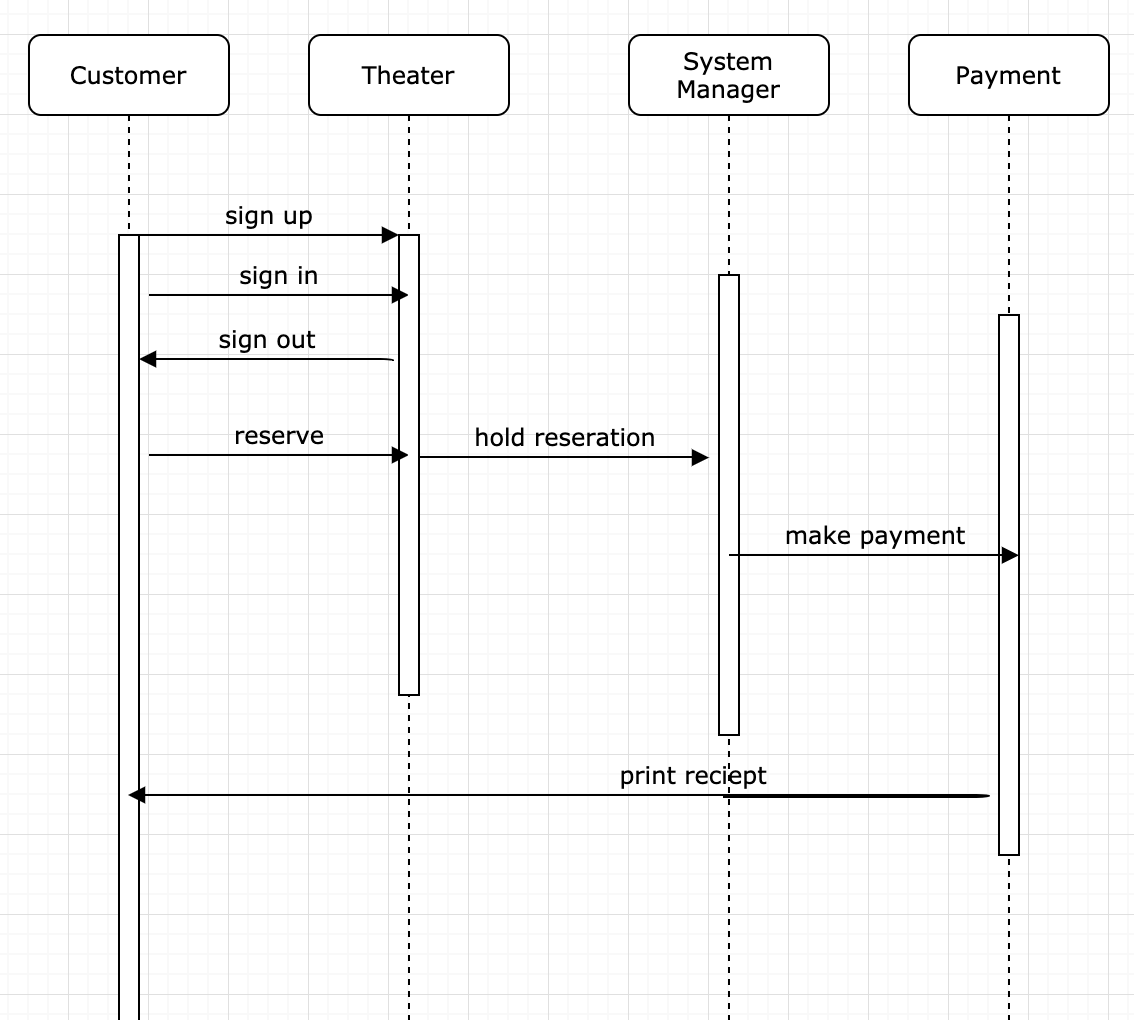 Customer
Theater
System
Manager
Payment
sign up
sign in
sign out
reserve
hold reseration
make payment
print reciept